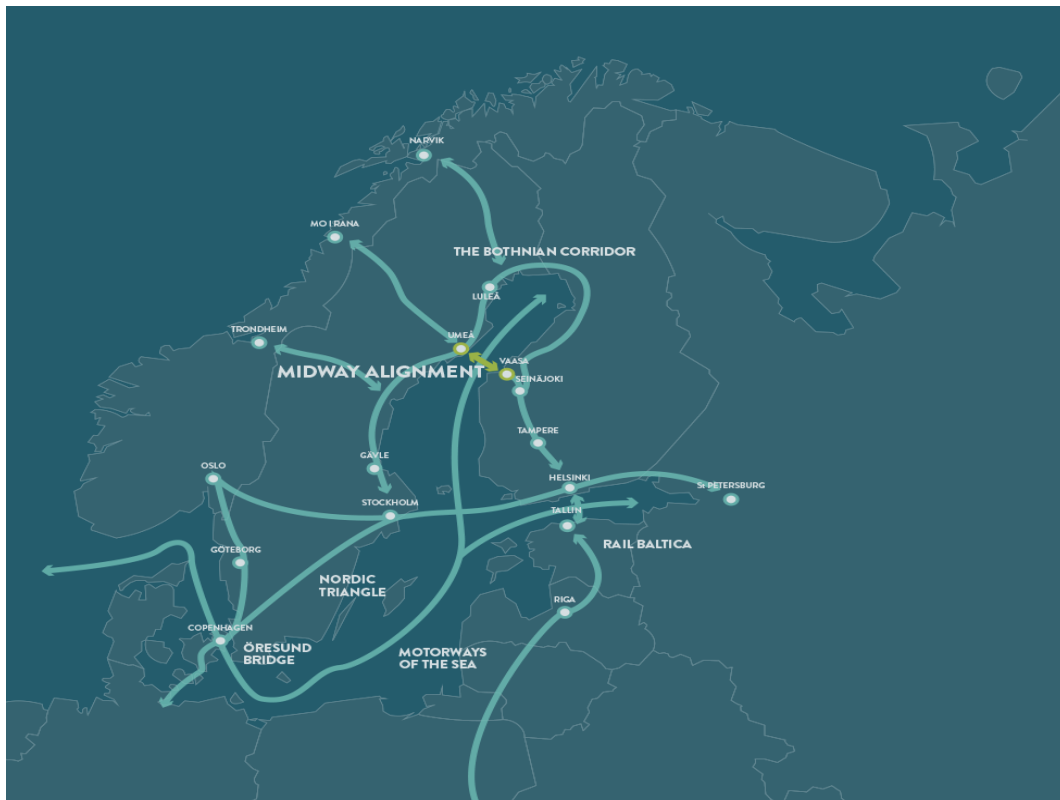 NARVIK
MO I RANA
THE BOTHNIAN CORRIDOR
LULEÅ
TRONDHEIM
UMEÅ
VAASA
MIDWAY ALIGNMENT
SEINÄJOKI
TAMPERE
GÄVLE
OSLO
HELSINKI
St PETERSBURG
STOCKHOLM
TALLIN
RAIL BALTICA
GÖTEBORG
NORDIC
TRIANGLE
RIGA
COPENHAGEN
ÖRESUND
BRIDGE
MOTORWAYS
OF THE SEA